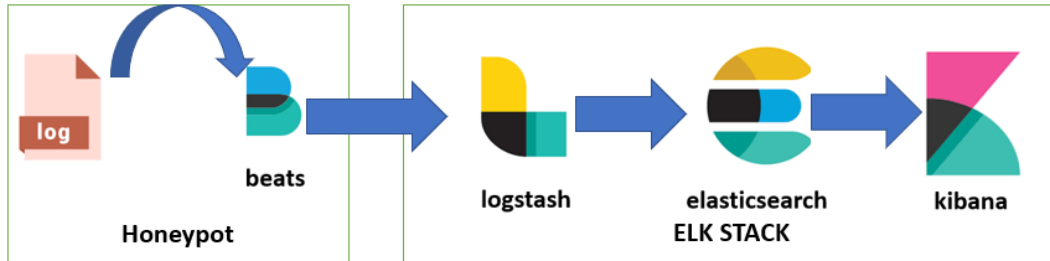 log
beats
Honeypot
logstash
elasticsearch
kibana
ELK STACK